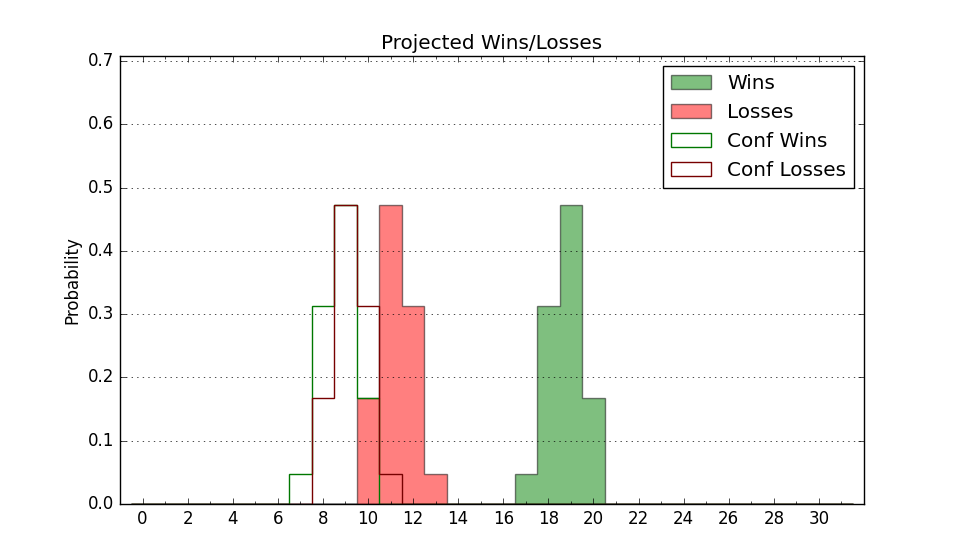 Projected Wins/Losses
Wins
Losses
Conf Wins
Conf Losses
Probability
0.7
0.6
0.5
0.4
0.3
0.2
0.1
0.0
0 2 4 6 8 10 12 14 16 18 20 22 24 26 28 30